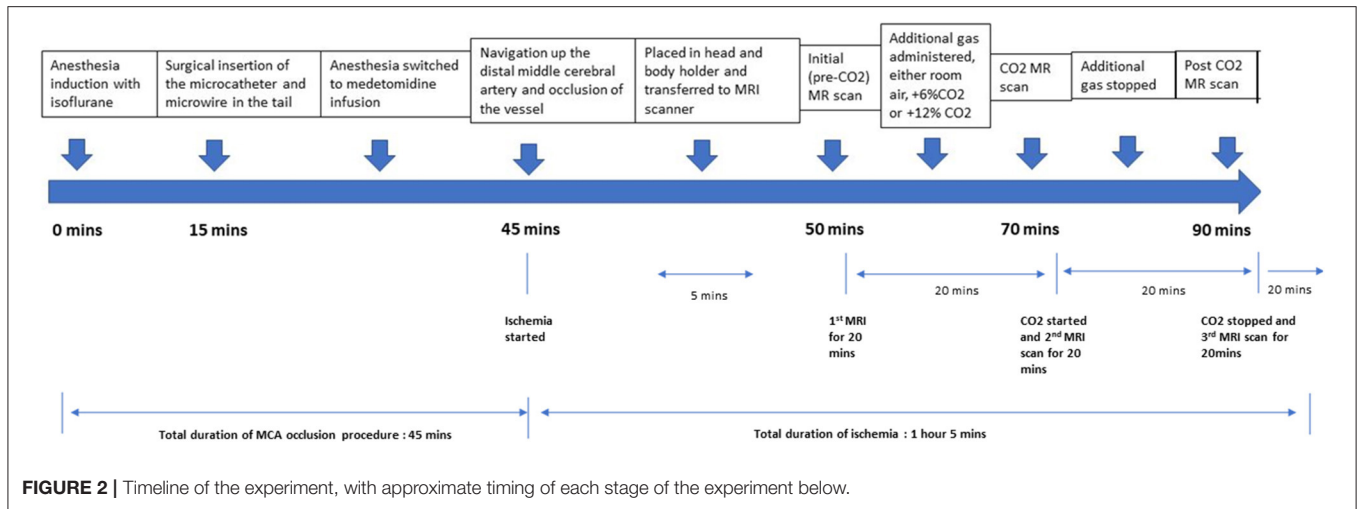 Anesthesia
induction with
isoflurane
Surgical insertion of
the microcatheter and
microwire in the tail
Anesthesia switched
to medetomidine
infusion
Navigation up the
distal middle cerebral
artery and occlusion of
the vessel
Placed in head and
body holder and
transferred to MRI
scanner
Initial
(pre-CO2)
MR scan
Additional gas
administered,
either room
air, +6%CO2
or +12% CO2
CO2 MR
scan
Additional
gas stopped
Post CO2
MR scan
0 mins
15 mins
45 mins
50 mins
70 mins
90 mins
5 mins
20 mins
20 mins
20 mins
Ischemia
started
1st MRI
for 20
mins
CO2 started
and 2nd MRI
scan for 20
mins
CO2 stopped and
3rd MRI scan for
20mins
Total duration of MCA occlusion procedure : 45 mins
Total duration of ischemia : 1 hour 5 mins
FIGURE 2 | Timeline of the experiment, with approximate timing of each stage of the experiment below.